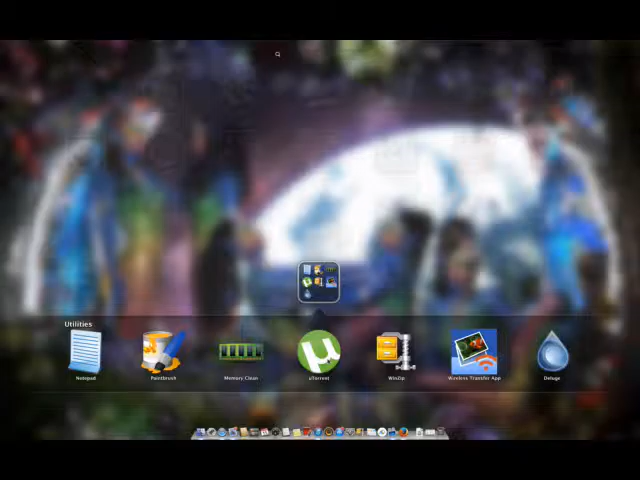 Utilities
Notepad
Paintbrush
Memory Clean
uTorrent
WinZip
Wireless Transfer App
Deluge